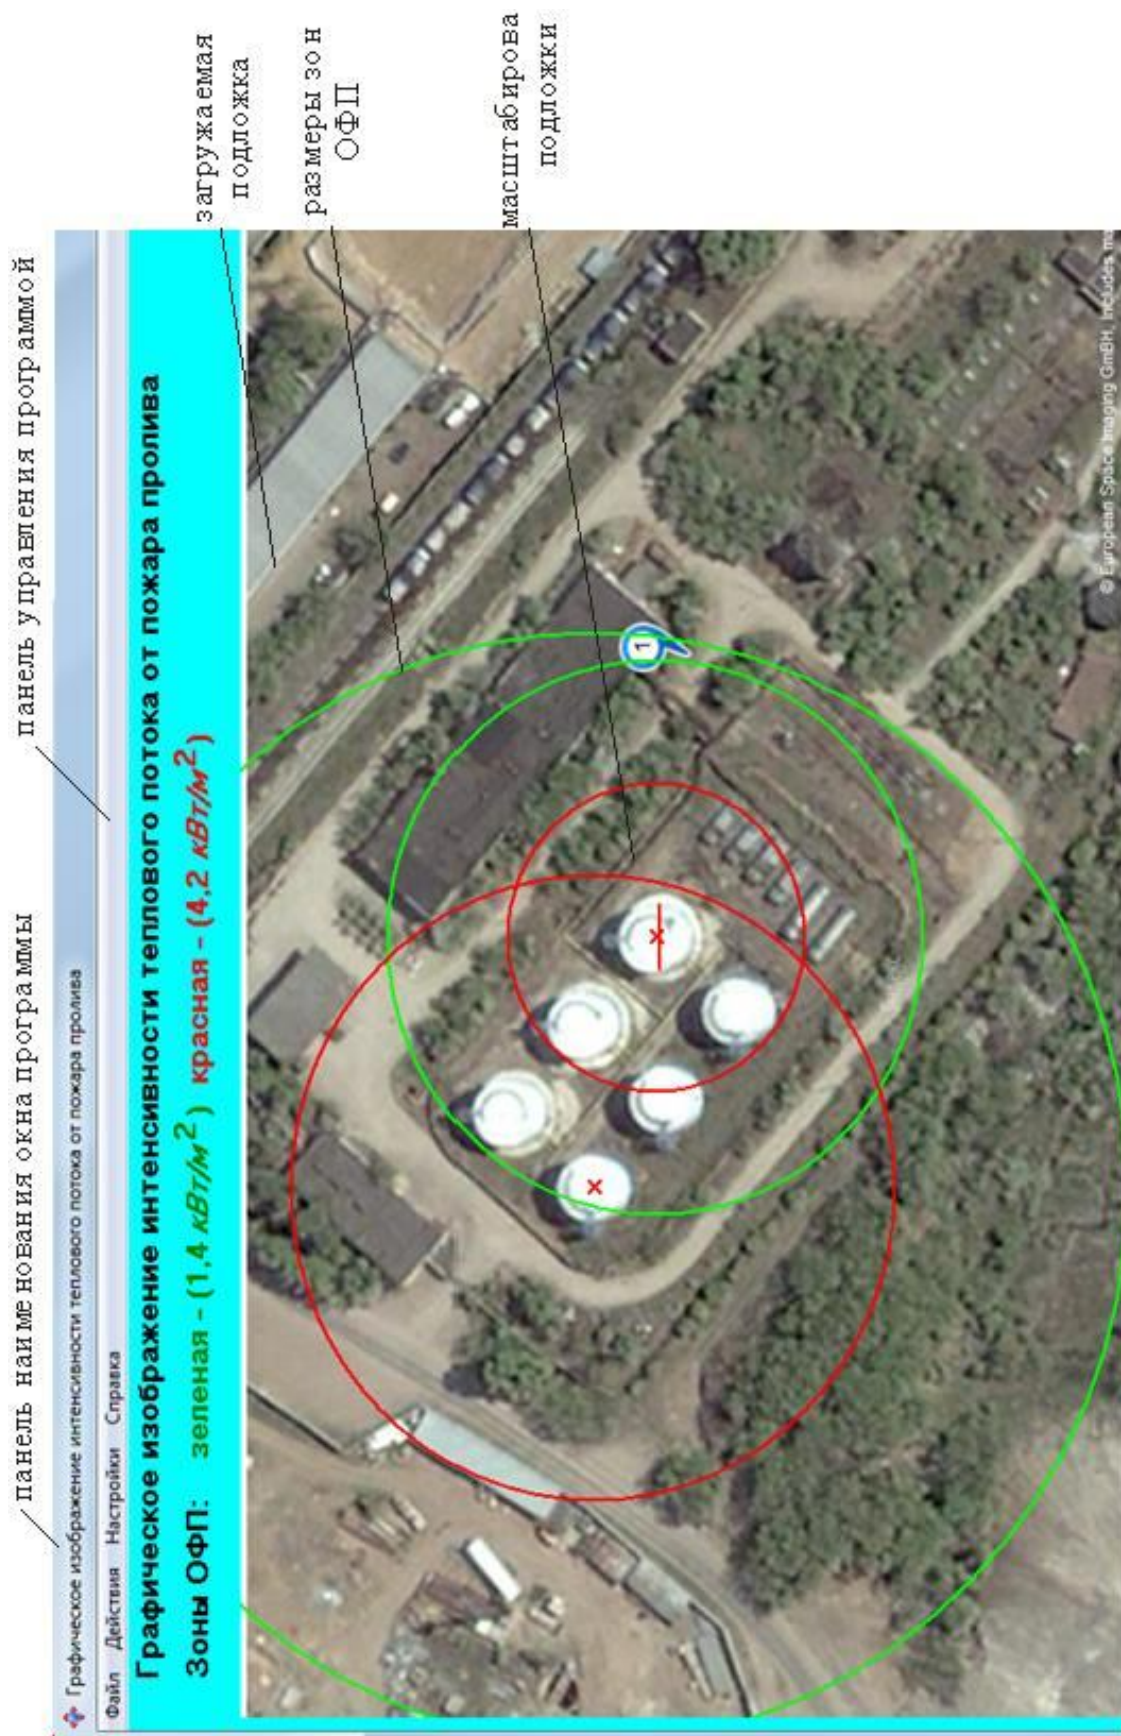 панель наименования окна программы
панель управления программой
Графическое изображение интенсивности теплового потока от пожара пролива
Файл Действия Настройки Справка
Графическое изображение интенсивности теплового потока от пожара пролива
Зоны ОФП: зеленая - (1,4 кВт/м²) красная - (4,2 кВт/м²)
загружаемая
подложка
размеры зон
ОФП
масштабирова
подложки
1
© European Space Imaging GmbH, Includes ma